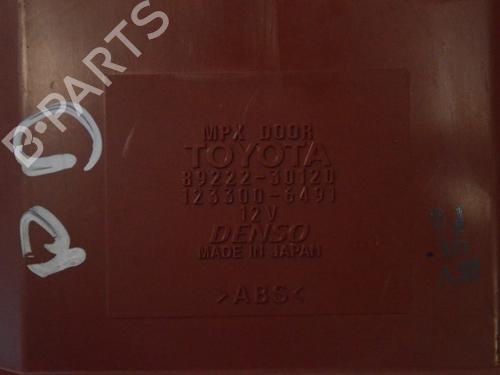 B-PARTS
MPX DOOR
TOYOTA
89222-30120
123300-6491
12V
DENSO
MADE IN JAPAN
>ABS<